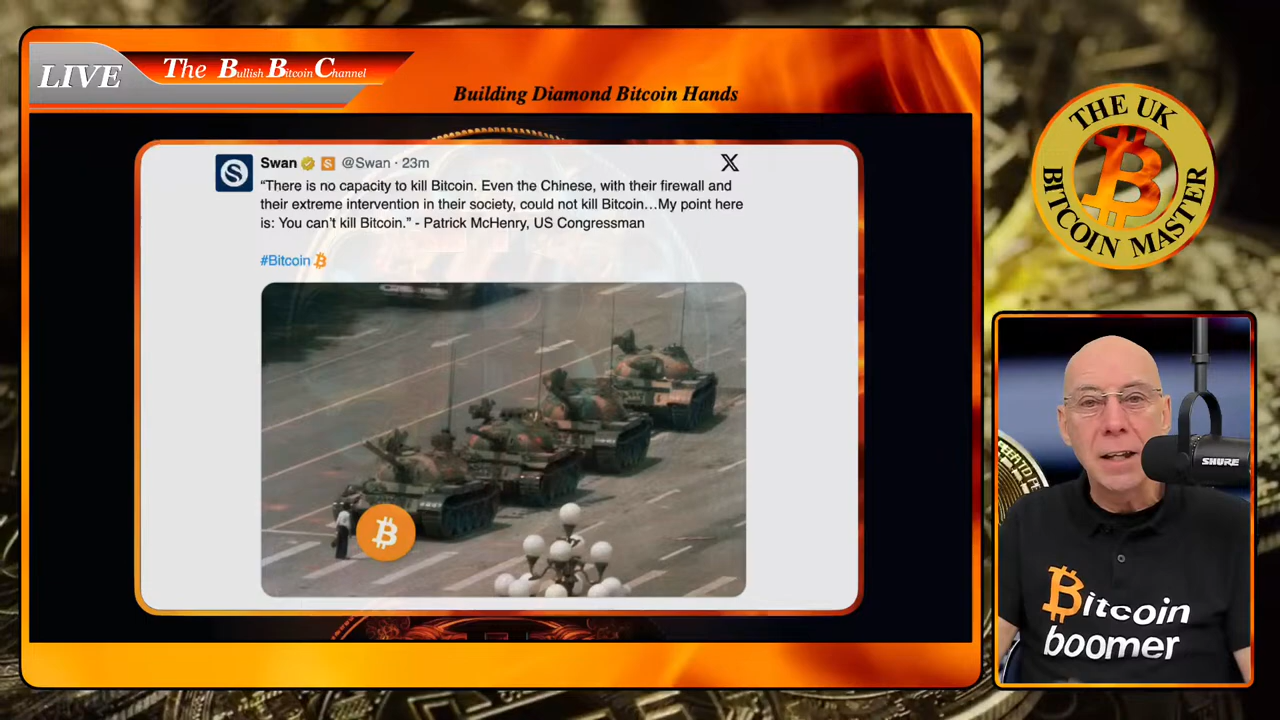 LIVE
The Bullish Bitcoin Channel
Building Diamond Bitcoin Hands
Swan @Swan · 23m
“There is no capacity to kill Bitcoin. Even the Chinese, with their firewall and
their extreme intervention in their society, could not kill Bitcoin…My point here
is: You can't kill Bitcoin.” - Patrick McHenry, US Congressman
#Bitcoin
THE UK
BITCOIN MASTER
SHURE
Bitcoin
boomer